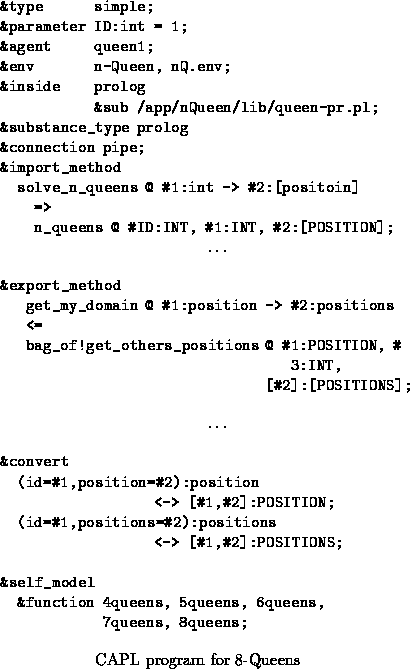 &type simple;
&parameter ID:int = 1;
&agent queen1;
&env n-Queen, nQ.env;
&inside prolog
&sub /app/nQueen/lib/queen-pr.pl;
&substance_type prolog
&connection pipe;
&import_method
solve_n_queens @ #1:int -> #2:[positoin]
=>
n_queens @ #ID:INT, #1:INT, #2:[POSITION];
...
&export_method
get_my_domain @ #1:position -> #2:positions
<=
bag_of!get_others_positions @ #1:POSITION, #
3:INT,
[#2]:[POSITIONS];
...
&convert
(id=#1,position=#2):position
<-> [#1,#2]:POSITION;
(id=#1,positions=#2):positions
<-> [#1,#2]:POSITIONS;
&self_model
&function 4queens, 5queens, 6queens,
7queens, 8queens;
CAPL program for 8-Queens